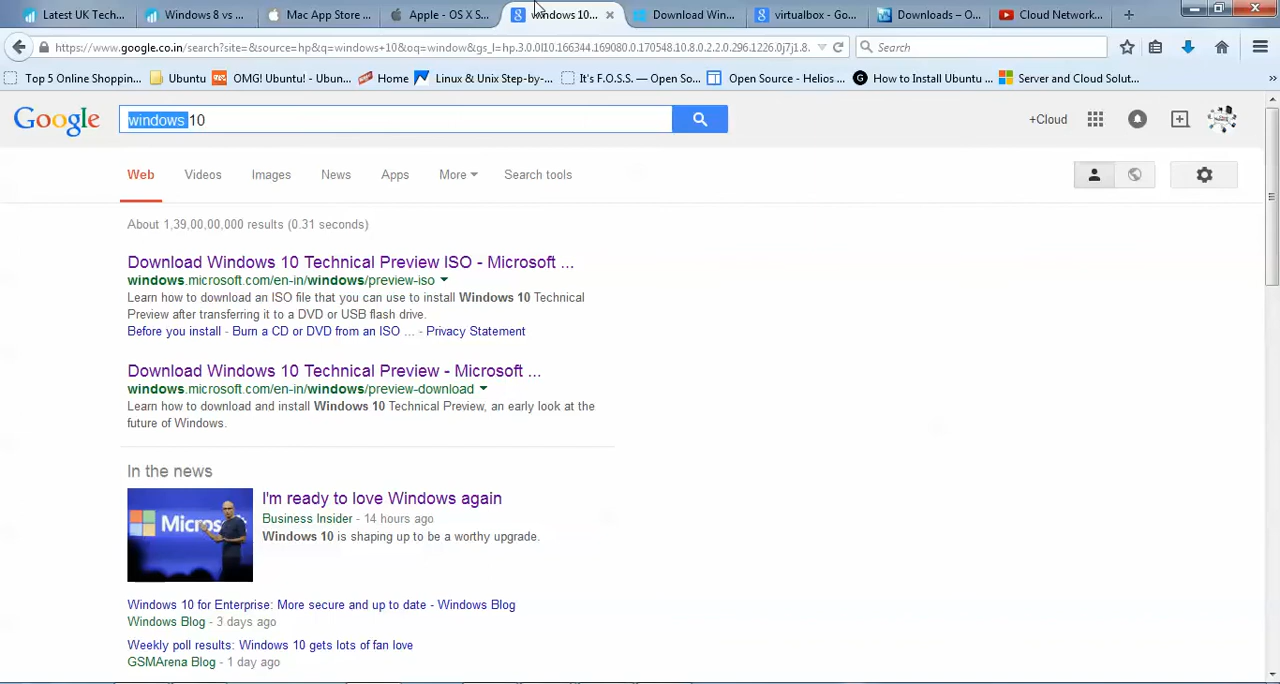 Latest UK Tech... Windows 8 vs ... Mac App Store ... Apple - OS X S... windows 10... Download Win... virtualbox - Go... Downloads – O... Cloud Network...
https://www.google.co.in/search?site=&source=hp&q=windows+10&oq=window&gs_l=hp.3.0.0l10.166344.169080.0.170548.10.8.0.2.2.0.296.1226.0j7j1.8. Search
Top 5 Online Shoppin... Ubuntu OMG! Ubuntu! - Ubun... Home Linux & Unix Step-by-... It's F.O.S.S. — Open So... Open Source - Helios ... How to Install Ubuntu ... Server and Cloud Solut...
Google windows 10 +Cloud
Web Videos Images News Apps More Search tools
About 1,39,00,00,000 results (0.31 seconds)
Download Windows 10 Technical Preview ISO - Microsoft ...
windows.microsoft.com/en-in/windows/preview-iso
Learn how to download an ISO file that you can use to install Windows 10 Technical
Preview after transferring it to a DVD or USB flash drive.
Before you install - Burn a CD or DVD from an ISO ... - Privacy Statement
Download Windows 10 Technical Preview - Microsoft ...
windows.microsoft.com/en-in/windows/preview-download
Learn how to download and install Windows 10 Technical Preview, an early look at the
future of Windows.
In the news
Microsoft
I'm ready to love Windows again
Business Insider - 14 hours ago
Windows 10 is shaping up to be a worthy upgrade.
Windows 10 for Enterprise: More secure and up to date - Windows Blog
Windows Blog - 3 days ago
Weekly poll results: Windows 10 gets lots of fan love
GSMArena Blog - 1 day ago